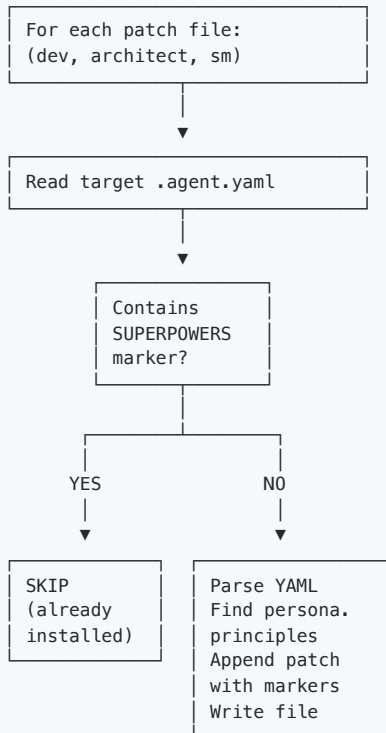 For each patch file:
(dev, architect, sm)
Read target .agent.yaml
Contains
SUPERPOWERS
marker?
YES
NO
SKIP
(already
installed)
Parse YAML
Find persona.
principles
Append patch
with markers
Write file